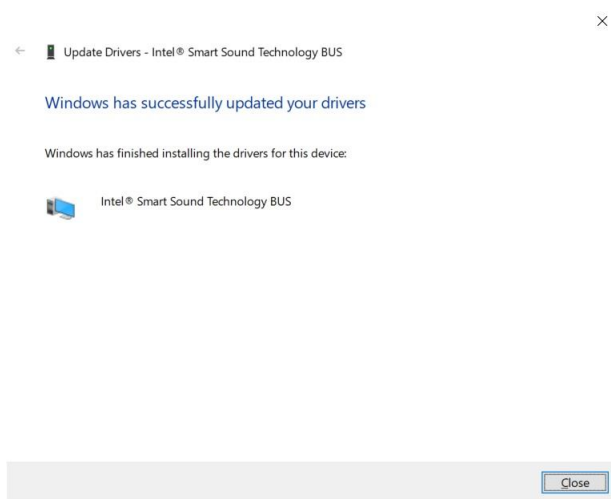 Update Drivers - Intel® Smart Sound Technology BUS
Windows has successfully updated your drivers
Windows has finished installing the drivers for this device:
Intel® Smart Sound Technology BUS
Close